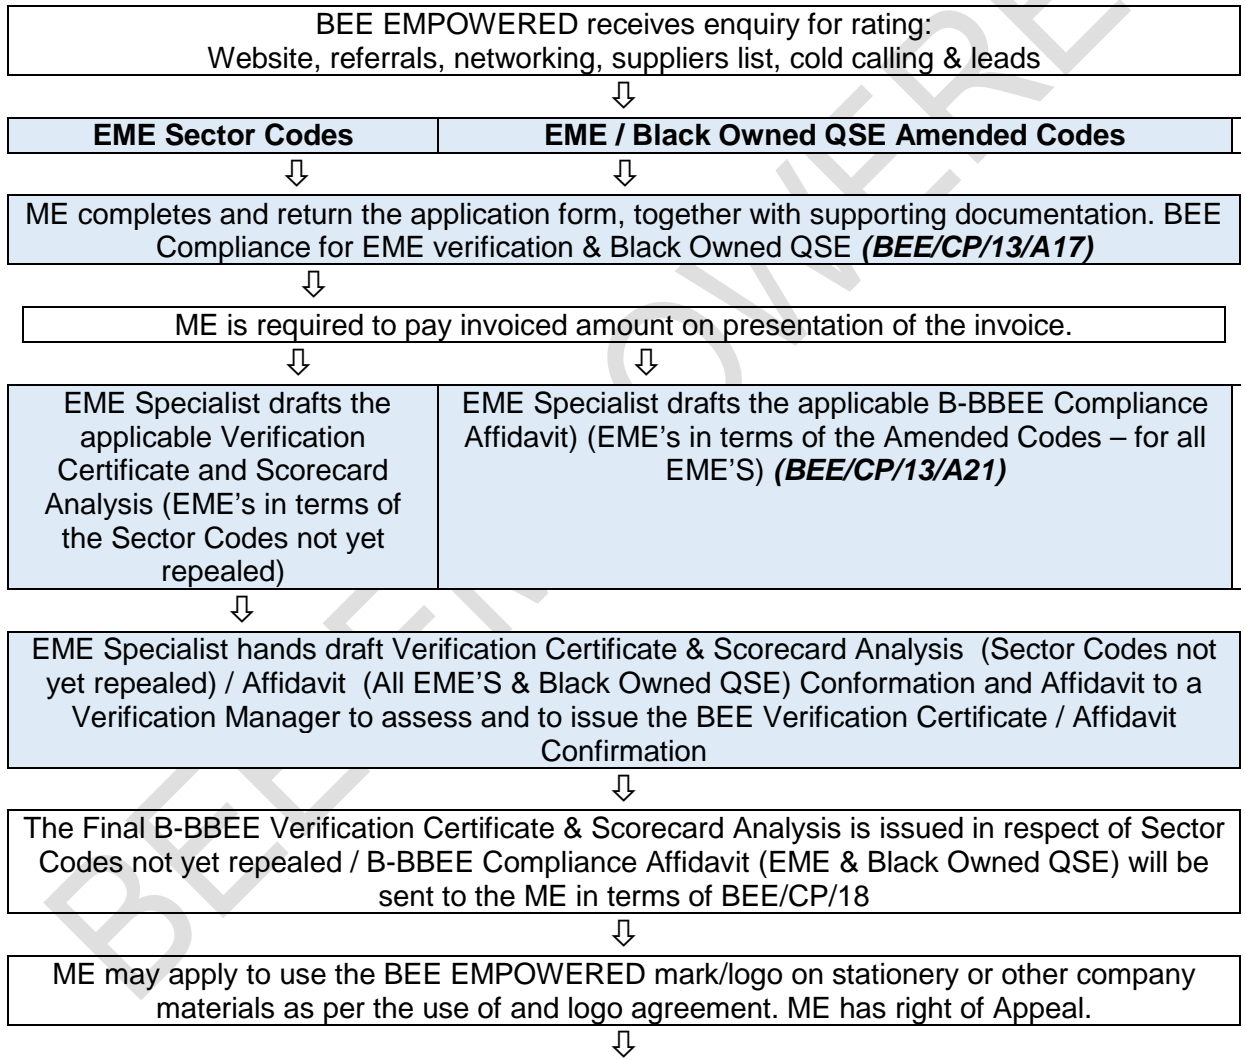 BEE EMPOWERED receives enquiry for rating:
Website, referrals, networking, suppliers list, cold calling & leads
EME Sector Codes
EME / Black Owned QSE Amended Codes
ME completes and return the application form, together with supporting documentation. BEE
Compliance for EME verification & Black Owned QSE (BEE/CP/13/A17)
ME is required to pay invoiced amount on presentation of the invoice.
EME Specialist drafts the
applicable Verification
Certificate and Scorecard
Analysis (EME’s in terms of
the Sector Codes not yet
repealed)
EME Specialist drafts the applicable B-BBEE Compliance
Affidavit) (EME’s in terms of the Amended Codes – for all
EME’S) (BEE/CP/13/A21)
EME Specialist hands draft Verification Certificate & Scorecard Analysis (Sector Codes not
yet repealed) / Affidavit (All EME’S & Black Owned QSE) Conformation and Affidavit to a
Verification Manager to assess and to issue the BEE Verification Certificate / Affidavit
Confirmation
The Final B-BBEE Verification Certificate & Scorecard Analysis is issued in respect of Sector
Codes not yet repealed / B-BBEE Compliance Affidavit (EME & Black Owned QSE) will be
sent to the ME in terms of BEE/CP/18
ME may apply to use the BEE EMPOWERED mark/logo on stationery or other company
materials as per the use of and logo agreement. ME has right of Appeal.